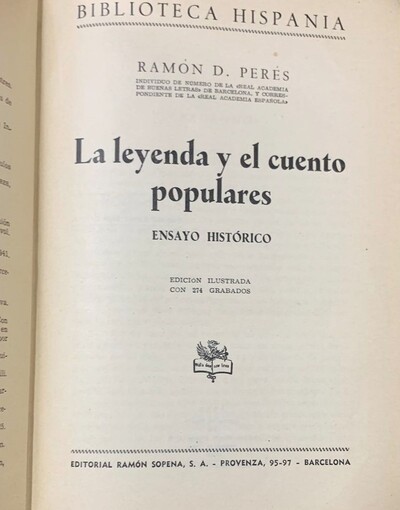 BIBLIOTECA HISPANIA
RAMÓN D. PERÉS
INDIVIDUO DE NÚMERO DE LA «REAL ACADEMIA
DE BUENAS LETRAS» DE BARCELONA, Y CORRES-
PONDIENTE DE LA «REAL ACADEMIA ESPAÑOLA»
La leyenda y el cuento
populares
ENSAYO HISTÓRICO
EDICIÓN ILUSTRADA
CON 274 GRABADOS
EDITORIAL RAMÓN SOPENA, S. A. - PROVENZA, 95-97 - BARCELONA